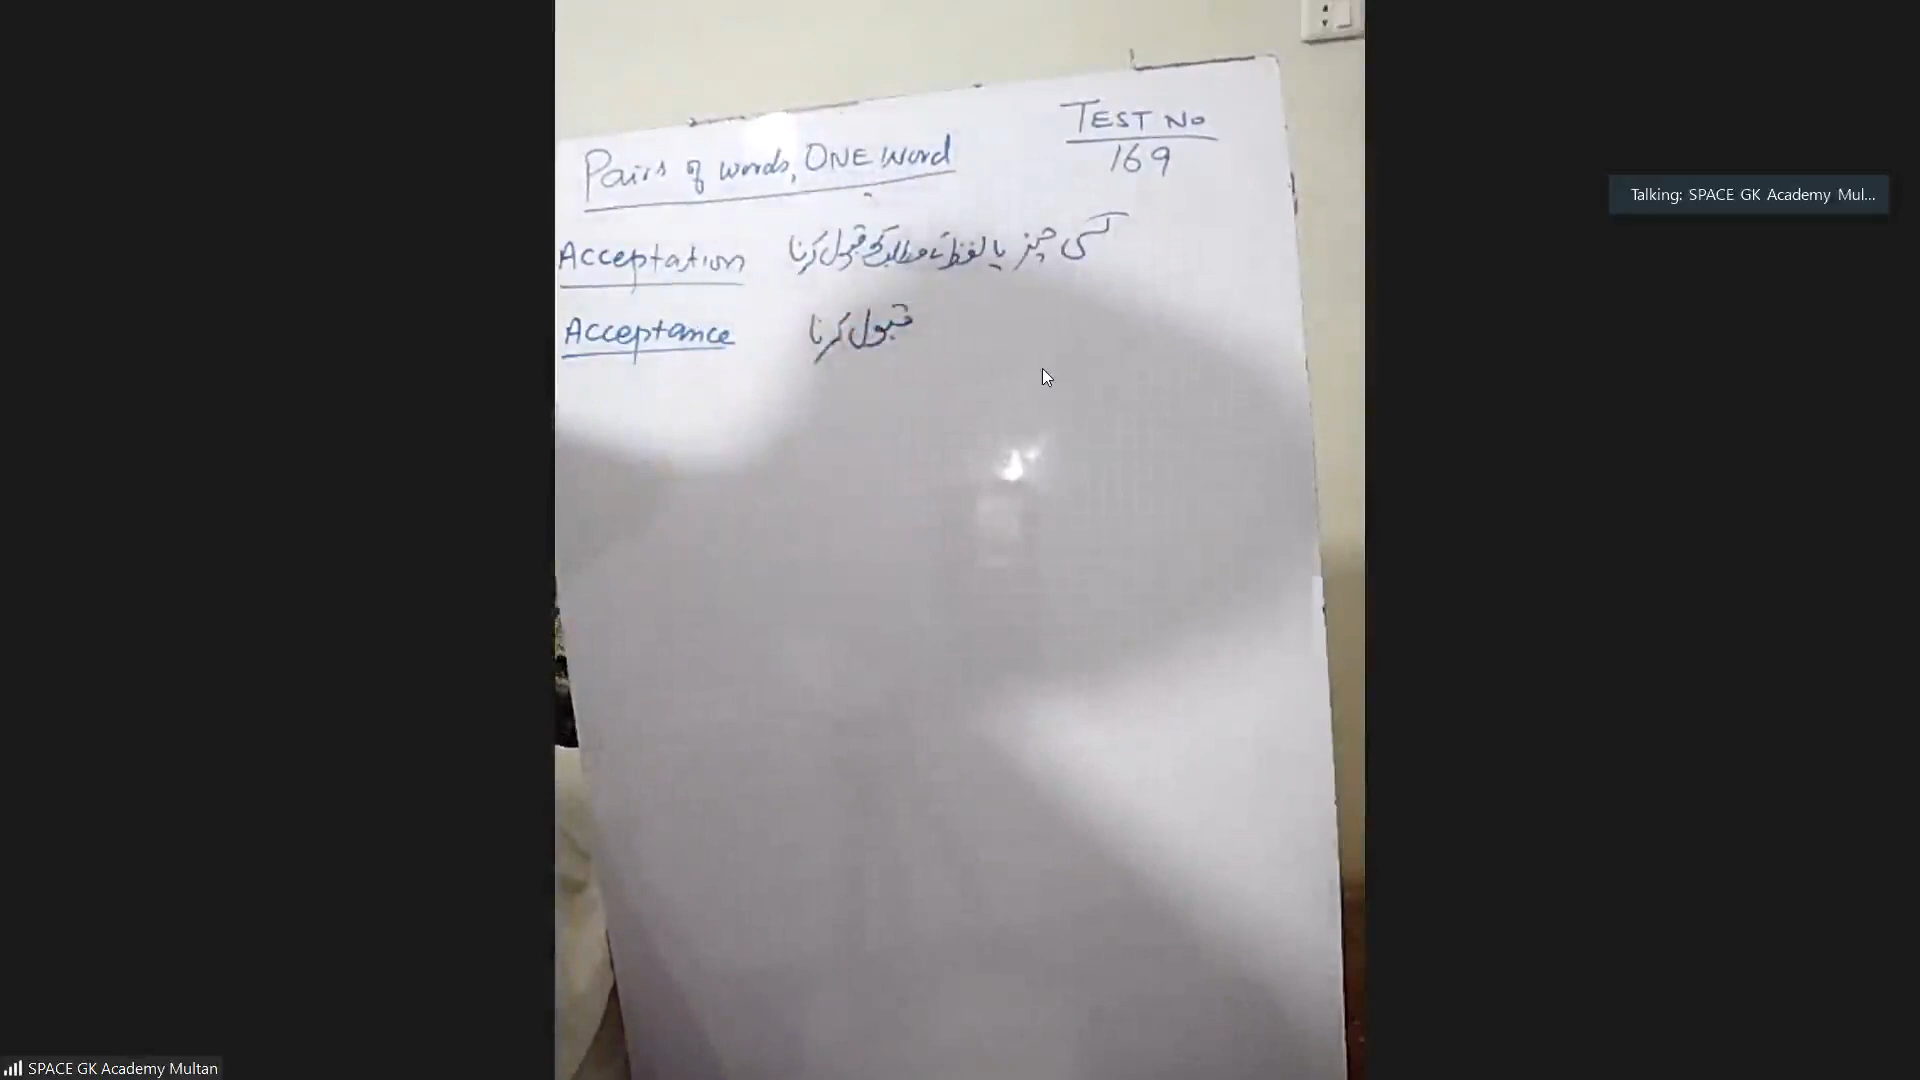 TEST NO
169
Pairs of words, ONE Word
Acceptation کسی چیز یا لفظ کے مطلب کو قبول کرنا
Acceptance قبول کرنا
Talking: SPACE GK Academy Mul...
SPACE GK Academy Multan